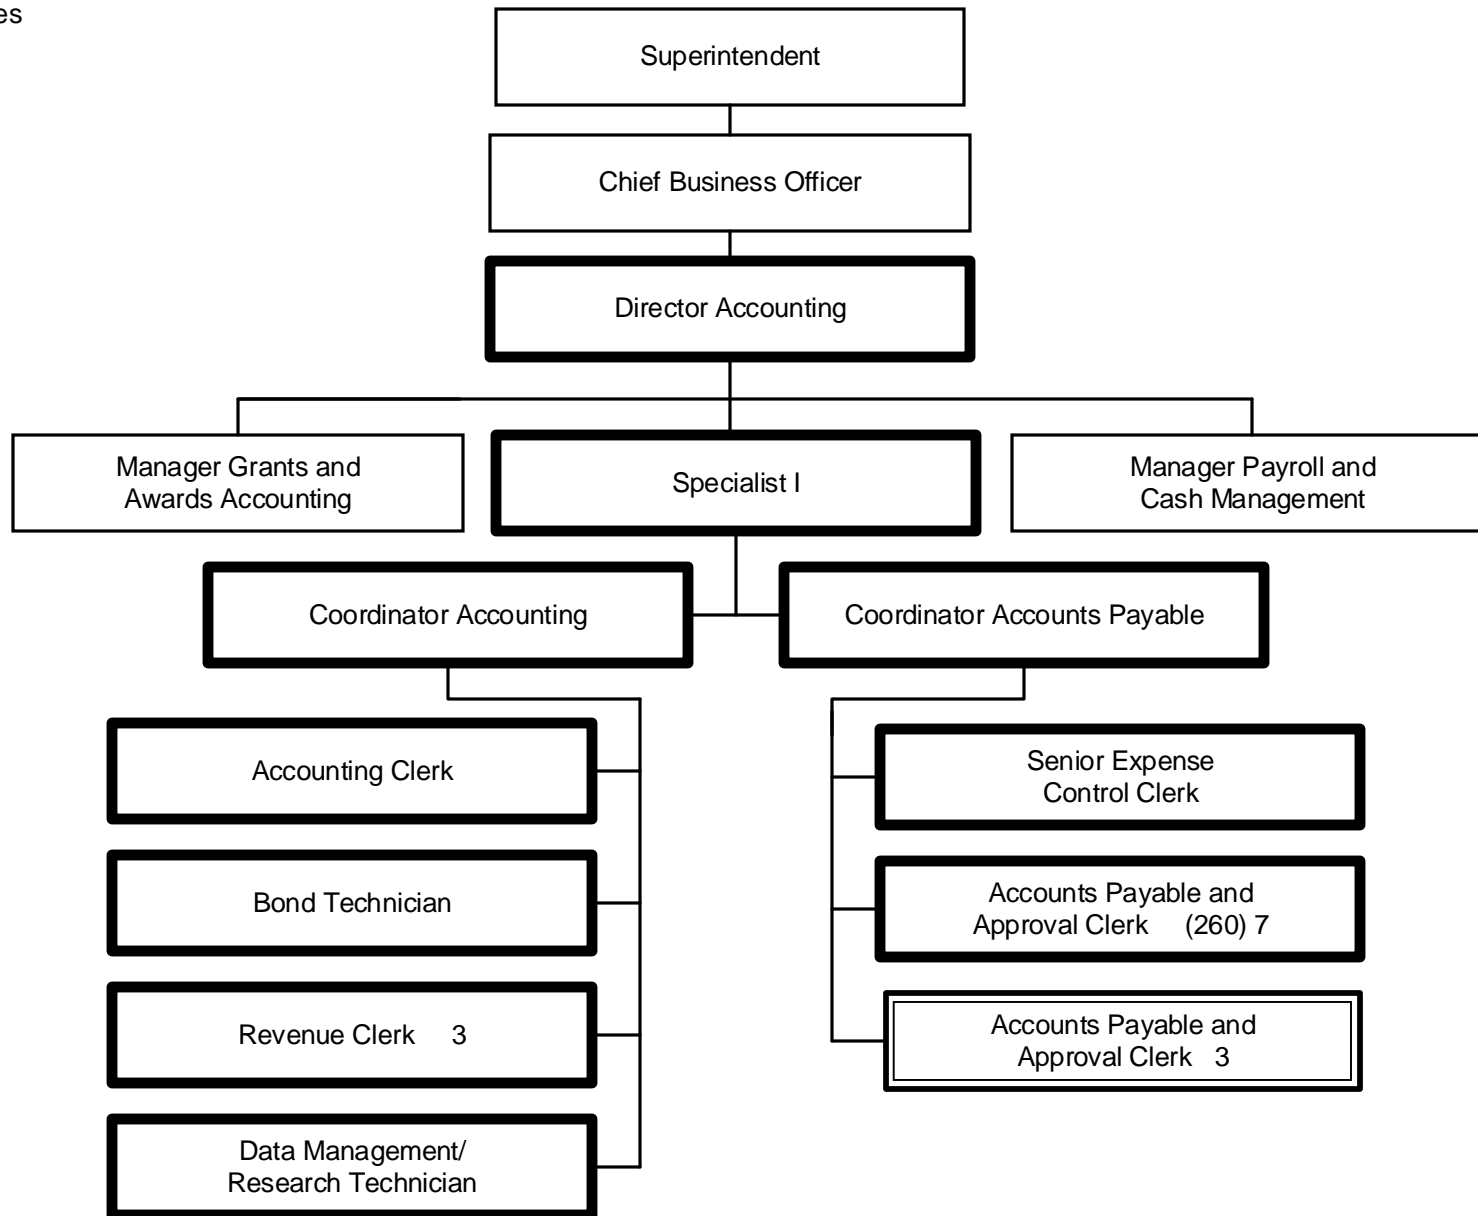 es
Superintendent
Chief Business Officer
Director Accounting
Manager Grants and
Awards Accounting
Specialist I
Manager Payroll and
Cash Management
Coordinator Accounting
Coordinator Accounts Payable
Accounting Clerk
Bond Technician
Revenue Clerk 3
Data Management/
Research Technician
Senior Expense
Control Clerk
Accounts Payable and
Approval Clerk (260) 7
Accounts Payable and
Approval Clerk 3